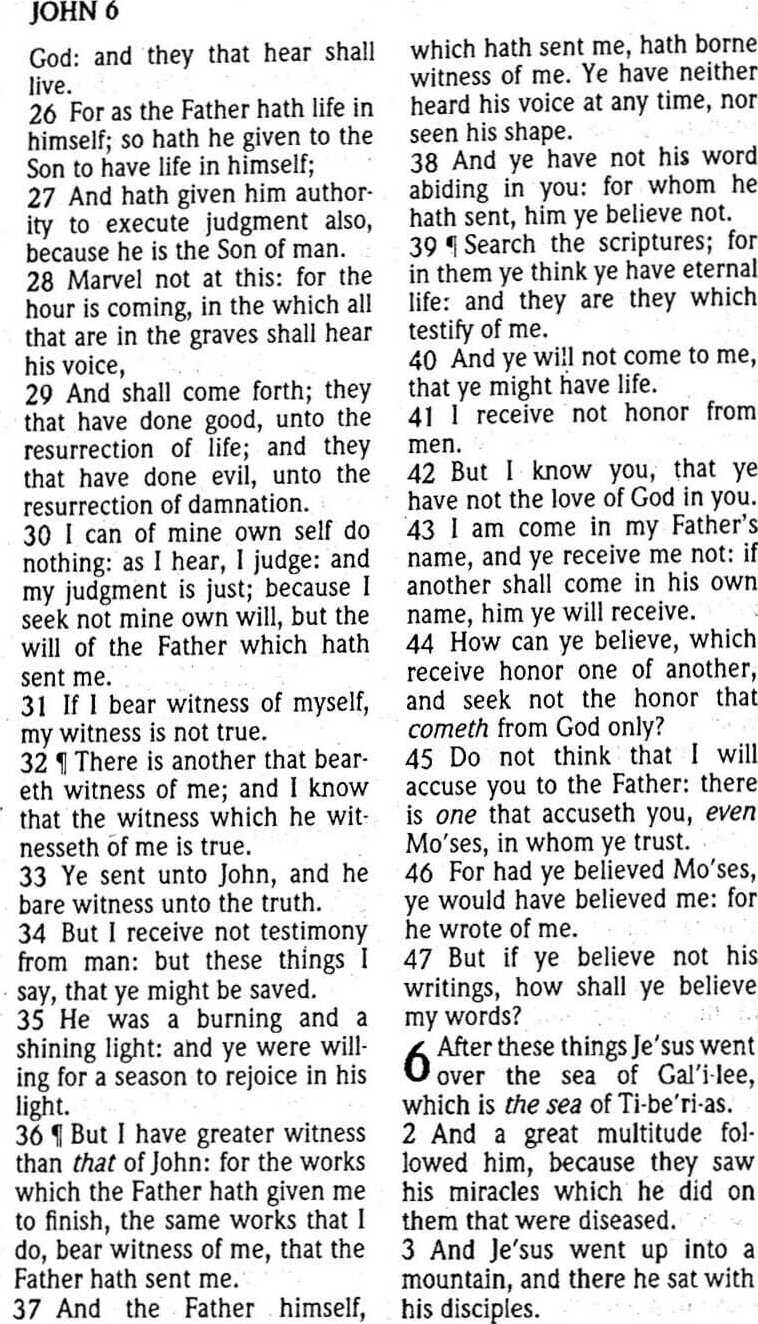 JOHN 6
God: and they that hear shall
live.
26 For as the Father hath life in
himself; so hath he given to the
Son to have life in himself;
27 And hath given him author-
ity to execute judgment also,
because he is the Son of man.
28 Marvel not at this: for the
hour is coming, in the which all
that are in the graves shall hear
his voice,
29 And shall come forth; they
that have done good, unto the
resurrection of life; and they
that have done evil, unto the
resurrection of damnation.
30 I can of mine own self do
nothing: as I hear, I judge: and
my judgment is just; because I
seek not mine own will, but the
will of the Father which hath
sent me.
31 If I bear witness of myself,
my witness is not true.
32 ¶ There is another that bear-
eth witness of me; and I know
that the witness which he wit-
nesseth of me is true.
33 Ye sent unto John, and he
bare witness unto the truth.
34 But I receive not testimony
from man: but these things I
say, that ye might be saved.
35 He was a burning and a
shining light: and ye were will-
ing for a season to rejoice in his
light.
36 ¶ But I have greater witness
than that of John: for the works
which the Father hath given me
to finish, the same works that I
do, bear witness of me, that the
Father hath sent me.
37 And the Father himself,
which hath sent me, hath borne
witness of me. Ye have neither
heard his voice at any time, nor
seen his shape.
38 And ye have not his word
abiding in you: for whom he
hath sent, him ye believe not.
39 ¶ Search the scriptures; for
in them ye think ye have eternal
life: and they are they which
testify of me.
40 And ye will not come to me,
that ye might have life.
41 I receive not honor from
men.
42 But I know you, that ye
have not the love of God in you.
43 I am come in my Father's
name, and ye receive me not: if
another shall come in his own
name, him ye will receive.
44 How can ye believe, which
receive honor one of another,
and seek not the honor that
cometh from God only?
45 Do not think that I will
accuse you to the Father: there
is one that accuseth you, even
Mo'ses, in whom ye trust.
46 For had ye believed Mo'ses,
ye would have believed me: for
he wrote of me.
47 But if ye believe not his
writings, how shall ye believe
my words?
6 After these things Je'sus went
over the sea of Gal'i-lee,
which is the sea of Ti-be'ri-as.
2 And a great multitude fol-
lowed him, because they saw
his miracles which he did on
them that were diseased.
3 And Je'sus went up into a
mountain, and there he sat with
his disciples.